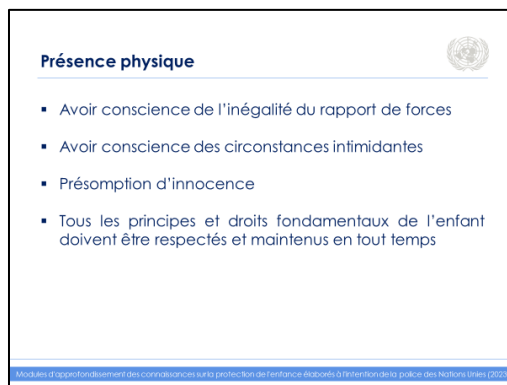 Présence physique
▪ Avoir conscience de l’inégalité du rapport de forces
▪ Avoir conscience des circonstances intimidantes
▪ Présomption d’innocence
▪ Tous les principes et droits fondamentaux de l’enfant
doivent être respectés et maintenus en tout temps
Modules d’approfondissement des connaissances sur la protection de l’enfance élaborés à l’intention de la police des Nations Unies (2023